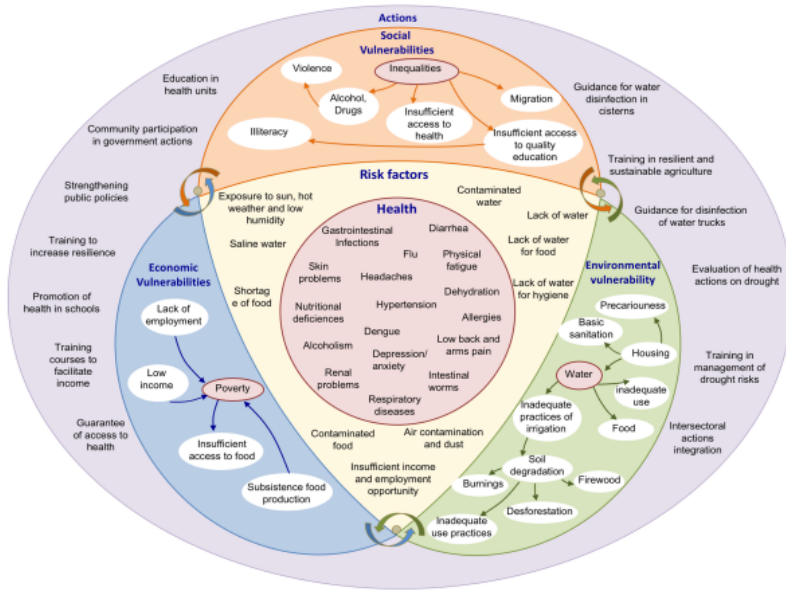 Actions
Social
Vulnerabilities
Violence
Inequalities
Alcohol,
Drugs
Migration
Insufficient
access to
health
Illiteracy
Insufficient access
to quality
education
Education in
health units
Community participation
in government actions
Strengthening
public policies
Training to
increase resilience
Promotion of
health in schools
Training
courses to
facilitate income
Guarantee
of access to
health
Guidance for water
disinfection in
cisterns
Training in resilient and
sustainable agriculture
Guidance for disinfection
of water trucks
Evaluation of health
actions on drought
Training in
management of
drought risks
Intersectoral
actions
integration
Risk factors
Exposure to sun, hot
weather and low
humidity
Saline water
Shortag
e of food
Contaminated
water
Lack of water
Lack of water
for food
Lack of water
for hygiene
Contaminated
food
Air contamination
and dust
Insufficient income
and employment
opportunity
Health
Gastrointestinal
Infections
Diarrhea
Flu
Physical
fatigue
Skin
problems
Headaches
Dehydration
Nutritional
deficiences
Hypertension
Allergies
Dengue
Alcoholism
Low back and
arms pain
Depression/
anxiety
Renal
problems
Intestinal
worms
Respiratory
diseases
Economic
Vulnerabilities
Lack of
employment
Low
income
Poverty
Insufficient
access to food
Subsistence food
production
Environmental
vulnerability
Precariouness
Basic
sanitation
Housing
Water
inadequate
use
Food
Inadequate
practices of
irrigation
Soil
degradation
Burnings
Firewood
Desforestation
Inadequate
use practices